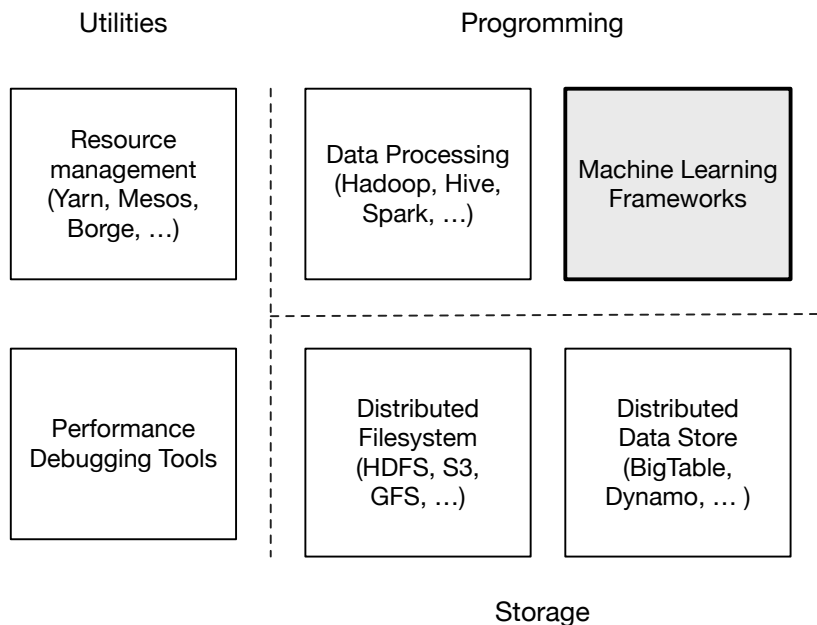 Utilities
Progromming
Resource
management
(Yarn, Mesos,
Borge, …)
Data Processing
(Hadoop, Hive,
Spark, …)
Machine Learning
Frameworks
Performance
Debugging Tools
Distributed
Filesystem
(HDFS, S3,
GFS, …)
Distributed
Data Store
(BigTable,
Dynamo, … )
Storage